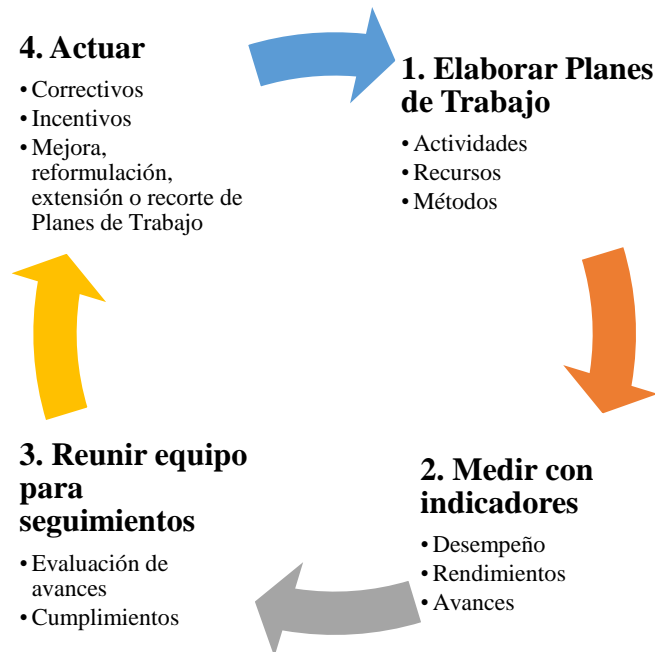 4. Actuar
• Correctivos
• Incentivos
• Mejora,
reformulación,
extensión o recorte de
Planes de Trabajo
1. Elaborar Planes
de Trabajo
• Actividades
• Recursos
• Métodos
3. Reunir equipo
para
seguimientos
• Evaluación de
avances
• Cumplimientos
2. Medir con
indicadores
• Desempeño
• Rendimientos
• Avances